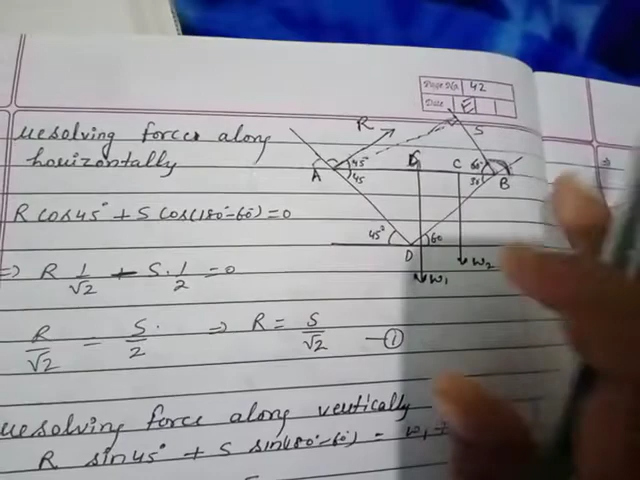 Page No. 42
Date E
resolving forces along
horizontally
R cos45° + S cos(180°-60°)=0
=> R 1/√2 - S. 1/2 = 0
R/√2 = S/2 => R = S/√2 —①
resolving force along vertically
R sin45° + S sin(180°-60°) = w₁ +
R
S
A
45°
45
C
60°
30
B
45°
D
60
w₁
w₂